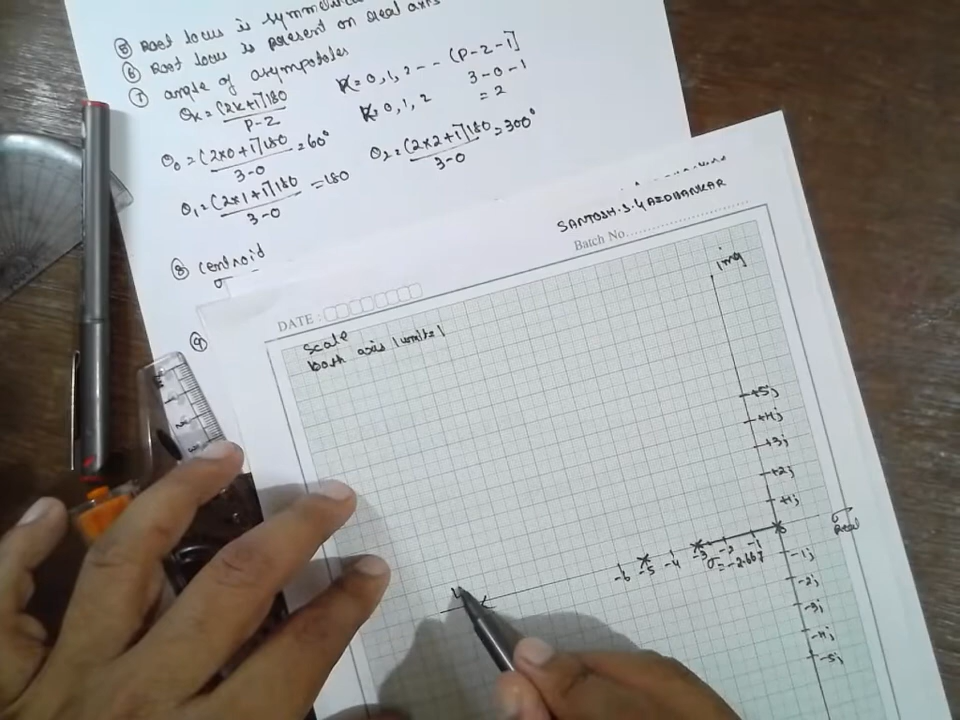 ⑤ Root locus is symmetrical
⑥ Root locus is present on real axis
⑦ angle of asymptotes
θK = (2K+1)180 / P-Z K = 0, 1, 2 -- (P-Z-1)
K = 0, 1, 2 3-0-1
= 2
θ0 = (2×0+1)180 / 3-0 = 60° θ2 = (2×2+1)180 / 3-0 = 300°
θ1 = (2×1+1)180 / 3-0 = 180
⑧ centroid
σ
⑨
SANTOSH.S.
Batch No.
DATE :
Scale
both axis 1 unit = 1
img
+5j
+4j
+3j
+2j
+1j
σ
Real
-6 -5 -4 -3 -2 -1 0
σ = -2.667
-1j
-2j
-3j
-4j
-5j